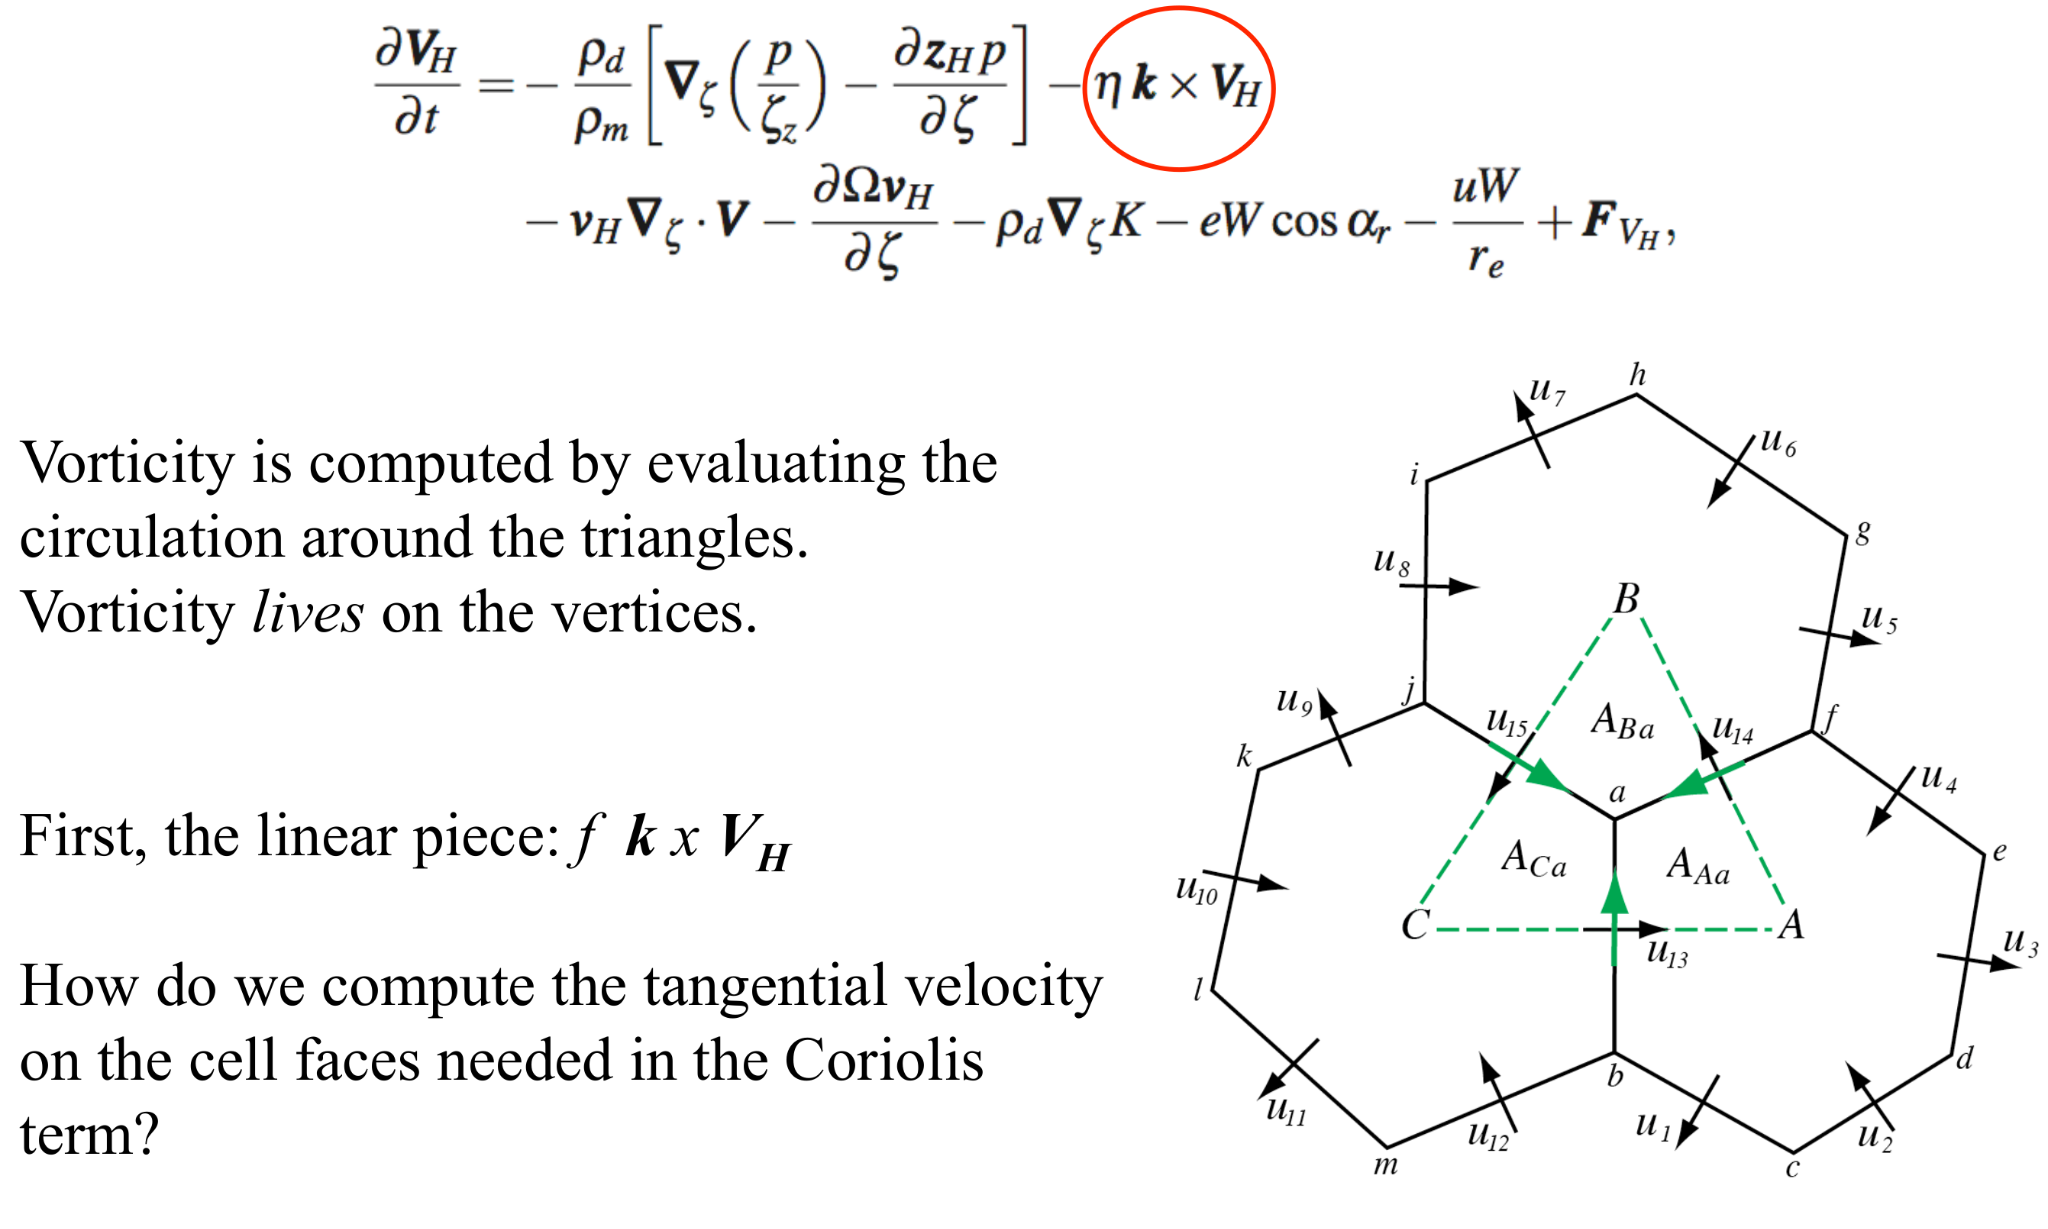 ∂V_H/∂t = − ρ_d/ρ_m [∇_ζ (p/ζ_z) − ∂z_H p/∂ζ] − η k × V_H
− v_H ∇_ζ · V − ∂Ωv_H/∂ζ − ρ_d ∇_ζ K − eW cos α_r − uW/r_e + F_{V_H},
Vorticity is computed by evaluating the
circulation around the triangles.
Vorticity lives on the vertices.
First, the linear piece: f k x V_H
How do we compute the tangential velocity
on the cell faces needed in the Coriolis
term?
h
u_7
u_6
i
g
u_8
B
u_5
j
u_9
u_15
A_Ba
u_14
f
k
a
u_4
A_Ca
A_Aa
e
u_10
C
A
u_13
u_3
l
b
d
u_11
u_12
u_1
u_2
m
c